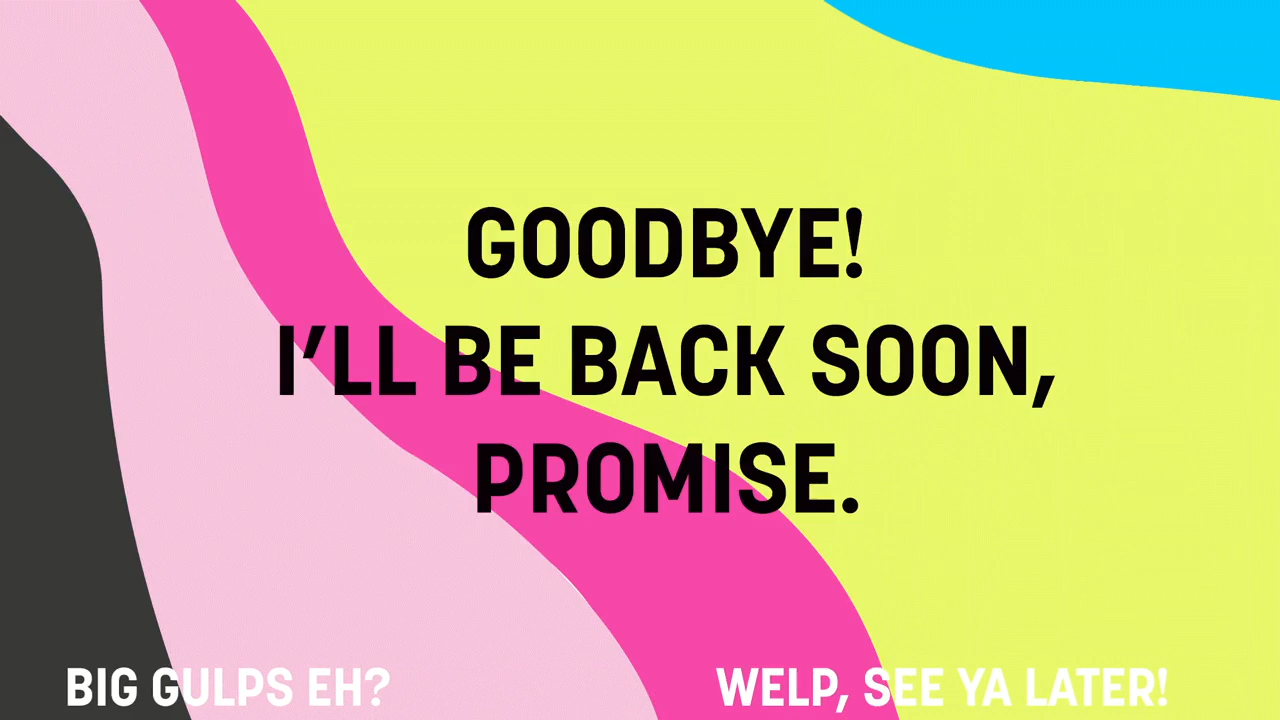 GOODBYE!
I’LL BE BACK SOON,
PROMISE.
BIG GULPS EH?
WELP, SEE YA LATER!